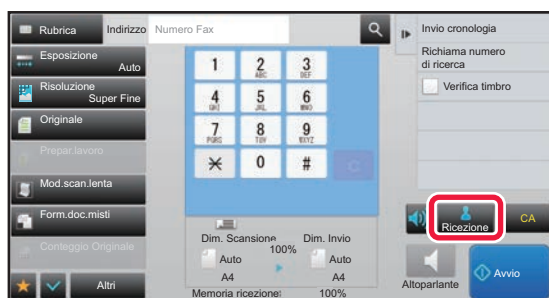 Rubrica
Indirizzo
Numero Fax
Invio cronologia
Richiama numero
di ricerca
Verifica timbro
Esposizione
Auto
Risoluzione
Super Fine
Originale
Prepar.lavoro
Mod.scan.lenta
Form.doc.misti
Conteggio Originale
Altri
1
2
ABC
3
DEF
4
GHI
5
JKL
6
MNO
7
PQRS
8
TUV
9
WXYZ
0
#
C
Dim. Scansione
100%
Dim. Invio
Auto
Auto
A4
A4
Memoria ricezione:
100%
Ricezione
CA
Altoparlante
Avvio